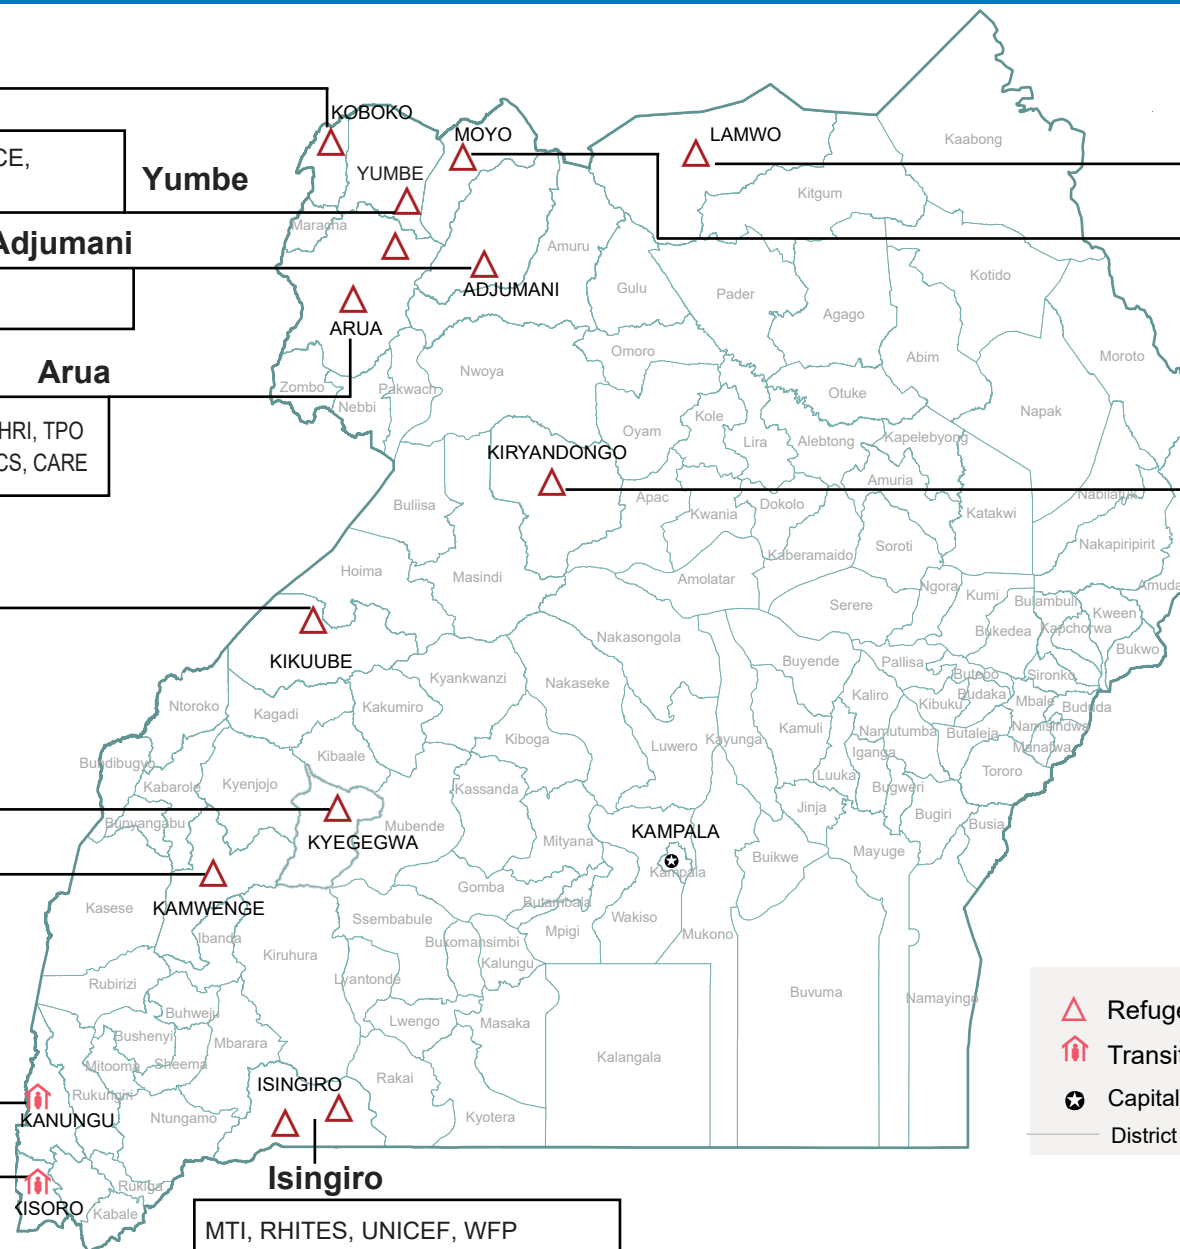 KOBOKO
MOYO
LAMWO
Kaabong
CE,
Yumbe
YUMBE
Kitgum
Maracha
Adjumani
Amuru
ADJUMANI
Gulu
Pader
Kotido
Agago
ARUA
Omoro
Abim
Moroto
Arua
Nwoya
Zombo
Pakwach
Nebbi
Otuke
Napak
HRI, TPO
CS, CARE
Kole
Oyam
Lira
Alebtong
Kapelebyong
KIRYANDONGO
Amuria
Buliisa
Apac
Kwania
Dokolo
Katakwi
Nabilatuk
Nakapiripirit
Kaberamaido
Soroti
Hoima
Masindi
Amolatar
Ngora
Kumi
Amuda
Serere
Bulambuli
Kween
Bukedea
Kapchorwa
Bukwo
Nakasongola
KIKUUBE
Buyende
Pallisa
Butebo
Sironko
Kyankwanzi
Nakaseke
Kaliro
Kibuku
Budaka
Mbale
Bududa
Ntoroko
Kagadi
Kakumiro
Kamuli
Namutumba
Butaleja
Namisindwa
Manafwa
Kiboga
Luwero
Kayunga
Iganga
Bundibugyo
Kibaale
Kabarole
Kyenjojo
Kassanda
Luuka
Bugweri
Tororo
Jinja
Bugiri
Busia
Bunyangabu
KYEGEGWA
Mubende
Mityana
KAMPALA
Kampala
Buikwe
Mayuge
Kasese
KAMWENGE
Gomba
Butambala
Ssembabule
Wakiso
Ibanda
Kiruhura
Bukomansimbi
Mpigi
Mukono
Kalungu
Rubirizi
Lyantonde
Buvuma
Namayingo
Buhweju
Lwengo
Masaka
Bushenyi
Mbarara
Mitooma
Sheema
Kalangala
Rukungiri
ISINGIRO
Rakai
KANUNGU
Ntungamo
Kyotera
Refuge
Transit
Capital
District
Isingiro
Rukiga
KISORO
Kabale
MTI, RHITES, UNICEF, WFP